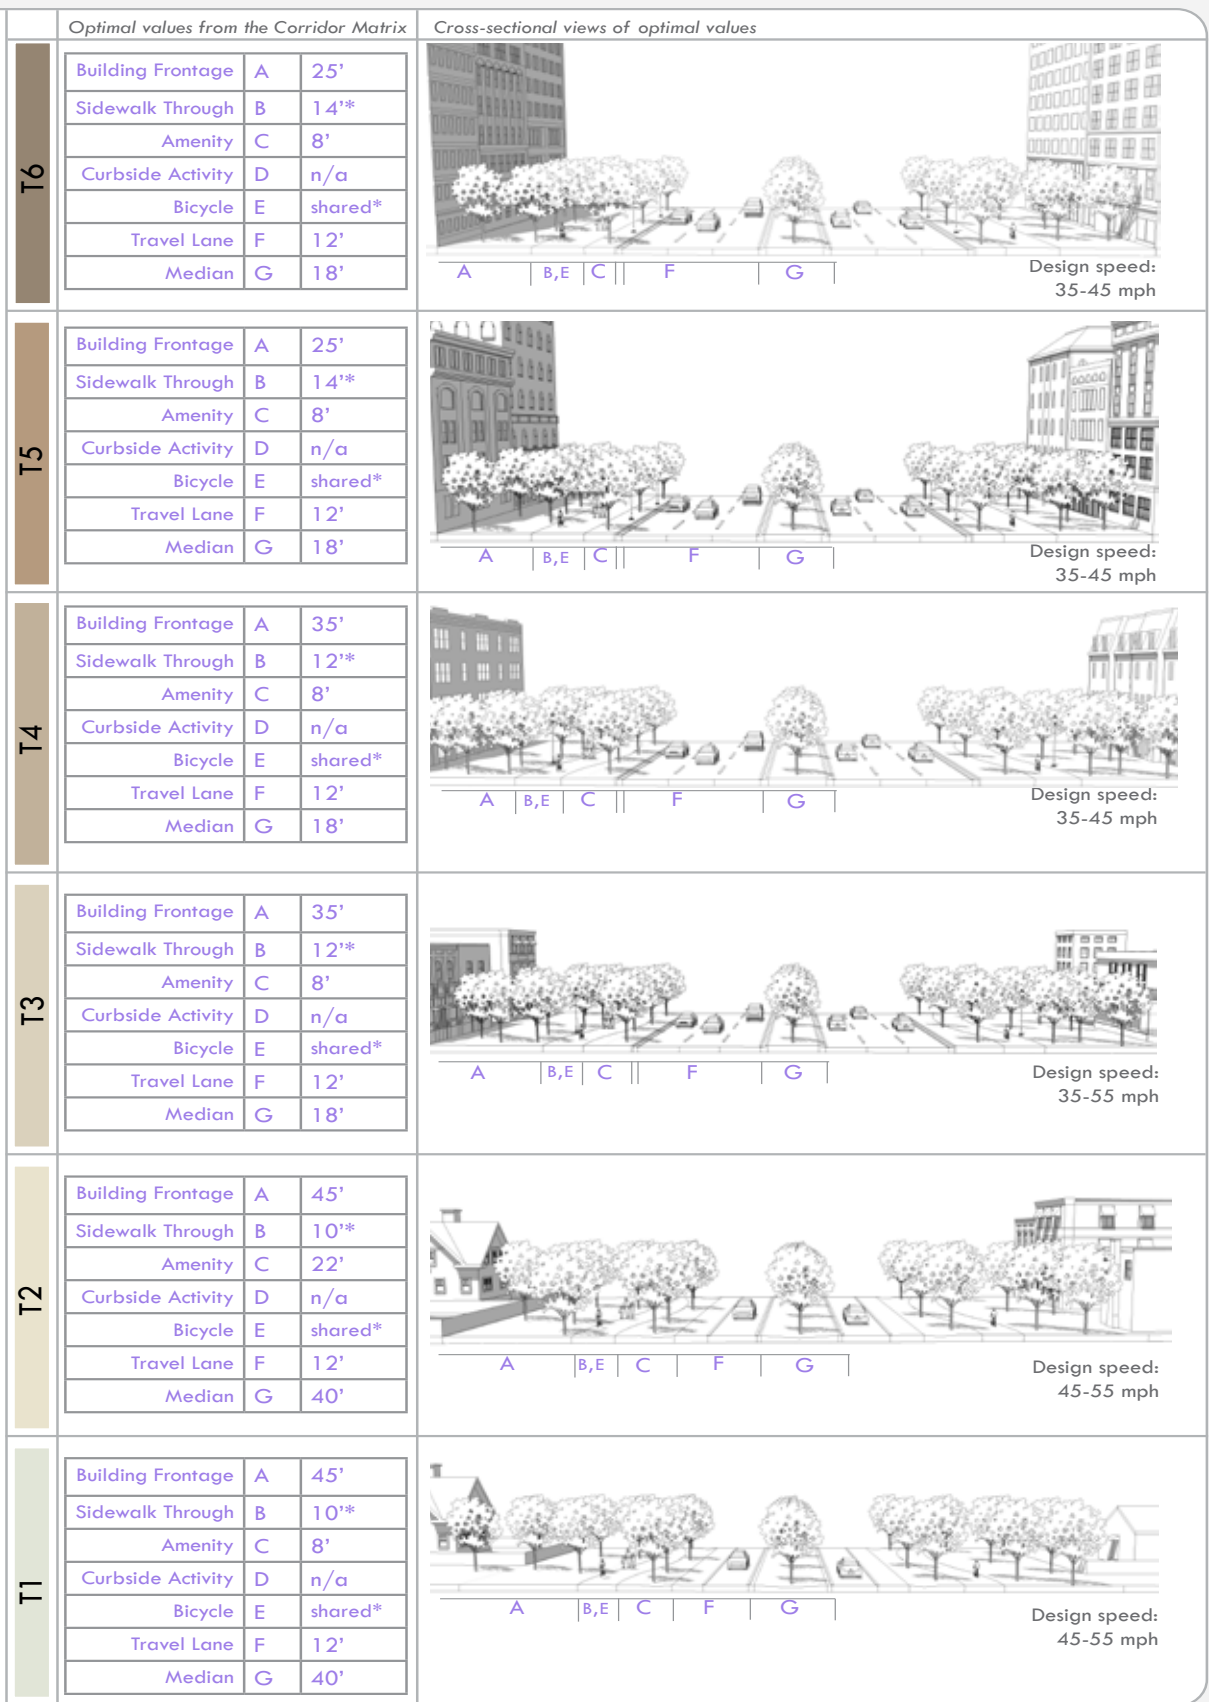 Optimal values from the Corridor Matrix
Cross-sectional views of optimal values
T6
Building Frontage A 25’
Sidewalk Through B 14’*
Amenity C 8’
Curbside Activity D n/a
Bicycle E shared*
Travel Lane F 12’
Median G 18’
A B,E C F G
Design speed:
35-45 mph
T5
Building Frontage A 25’
Sidewalk Through B 14’*
Amenity C 8’
Curbside Activity D n/a
Bicycle E shared*
Travel Lane F 12’
Median G 18’
A B,E C F G
Design speed:
35-45 mph
T4
Building Frontage A 35’
Sidewalk Through B 12’*
Amenity C 8’
Curbside Activity D n/a
Bicycle E shared*
Travel Lane F 12’
Median G 18’
A B,E C F G
Design speed:
35-45 mph
T3
Building Frontage A 35’
Sidewalk Through B 12’*
Amenity C 8’
Curbside Activity D n/a
Bicycle E shared*
Travel Lane F 12’
Median G 18’
A B,E C F G
Design speed:
35-55 mph
T2
Building Frontage A 45’
Sidewalk Through B 10’*
Amenity C 22’
Curbside Activity D n/a
Bicycle E shared*
Travel Lane F 12’
Median G 40’
A B,E C F G
Design speed:
45-55 mph
T1
Building Frontage A 45’
Sidewalk Through B 10’*
Amenity C 8’
Curbside Activity D n/a
Bicycle E shared*
Travel Lane F 12’
Median G 40’
A B,E C F G
Design speed:
45-55 mph